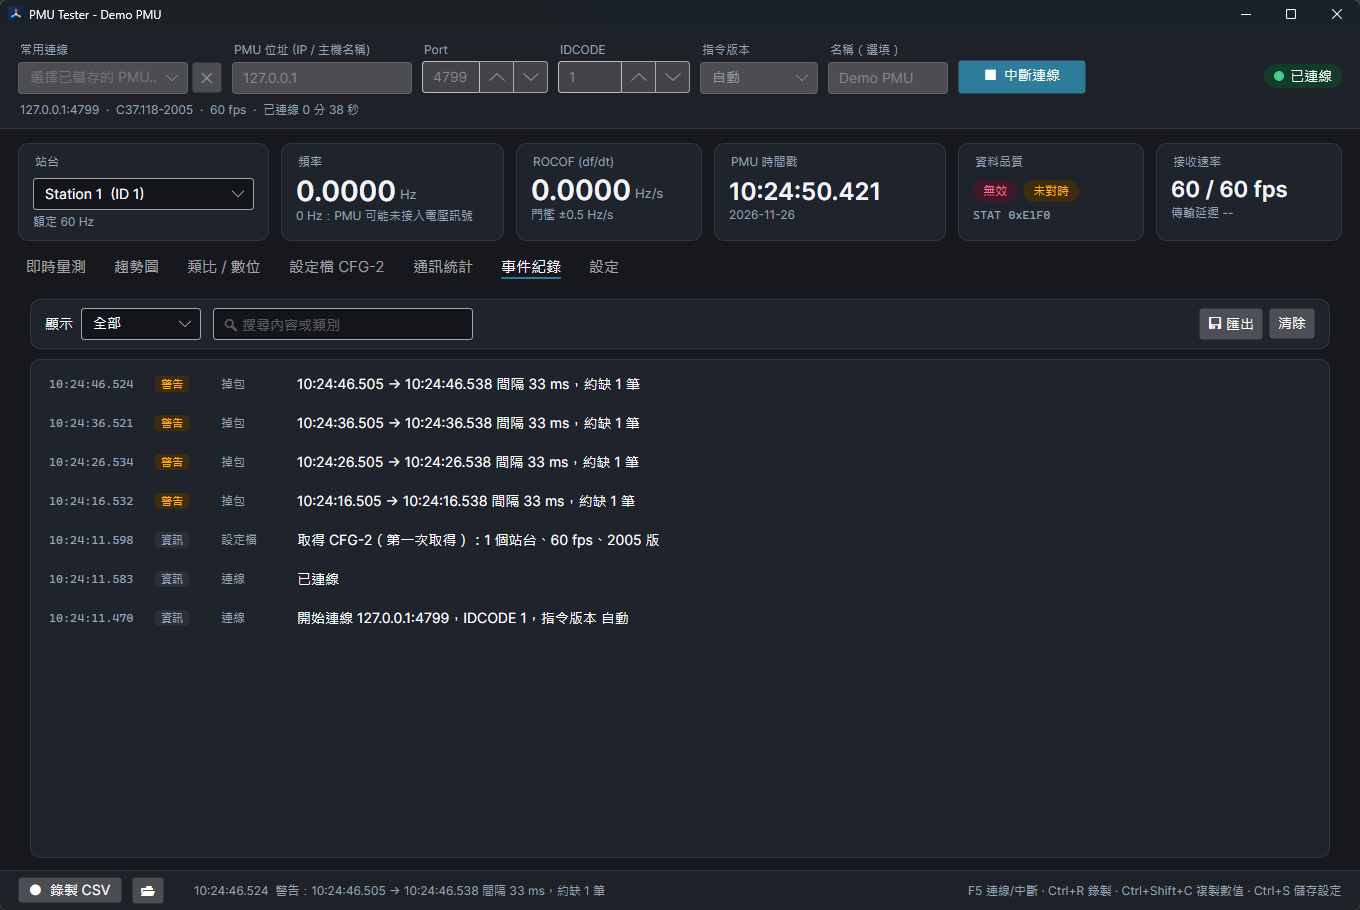 PMU Tester - Demo PMU
常用連線 PMU 位址 (IP / 主機名稱) Port IDCODE 指令版本 名稱（選填）
選擇已儲存的 PMU.. 127.0.0.1 4799 1 自動 Demo PMU 中斷連線 已連線
127.0.0.1:4799 · C37.118-2005 · 60 fps · 已連線 0 分 38 秒
站台
Station 1 (ID 1)
額定 60 Hz
頻率
0.0000 Hz
0 Hz：PMU 可能未接入電壓訊號
ROCOF (df/dt)
0.0000 Hz/s
門檻 ±0.5 Hz/s
PMU 時間戳
10:24:50.421
2026-11-26
資料品質
無效 未對時
STAT 0xE1F0
接收速率
60 / 60 fps
傳輸延遲 --
即時量測 趨勢圖 類比 / 數位 設定檔 CFG-2 通訊統計 事件紀錄 設定
顯示 全部 搜尋內容或類別 匯出 清除
10:24:46.524 警告 掉包 10:24:46.505 → 10:24:46.538 間隔 33 ms，約缺 1 筆
10:24:36.521 警告 掉包 10:24:36.505 → 10:24:36.538 間隔 33 ms，約缺 1 筆
10:24:26.534 警告 掉包 10:24:26.505 → 10:24:26.538 間隔 33 ms，約缺 1 筆
10:24:16.532 警告 掉包 10:24:16.505 → 10:24:16.538 間隔 33 ms，約缺 1 筆
10:24:11.598 資訊 設定檔 取得 CFG-2（第一次取得）：1 個站台、60 fps、2005 版
10:24:11.583 資訊 連線 已連線
10:24:11.470 資訊 連線 開始連線 127.0.0.1:4799，IDCODE 1，指令版本 自動
錄製 CSV 10:24:46.524 警告：10:24:46.505 → 10:24:46.538 間隔 33 ms，約缺 1 筆 F5 連線/中斷 · Ctrl+R 錄製 · Ctrl+Shift+C 複製數值 · Ctrl+S 儲存設定